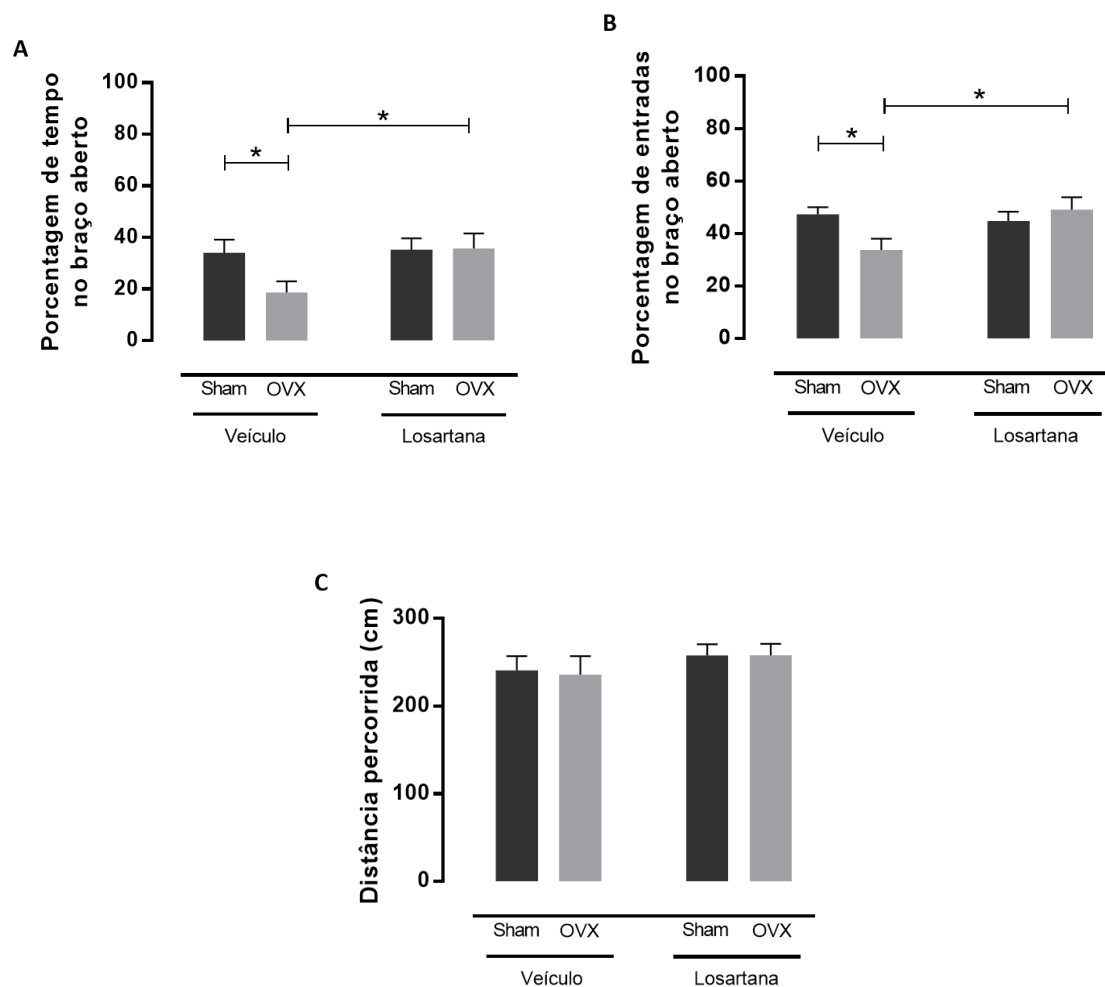 A
Porcentagem de tempo
no braço aberto
100
80
60
40
20
0
*
*
Sham OVX Sham OVX
Veículo Losartana
B
Porcentagem de entradas
no braço aberto
100
80
60
40
20
0
*
*
Sham OVX Sham OVX
Veículo Losartana
C
Distância percorrida (cm)
300
200
100
0
Sham OVX Sham OVX
Veículo Losartana